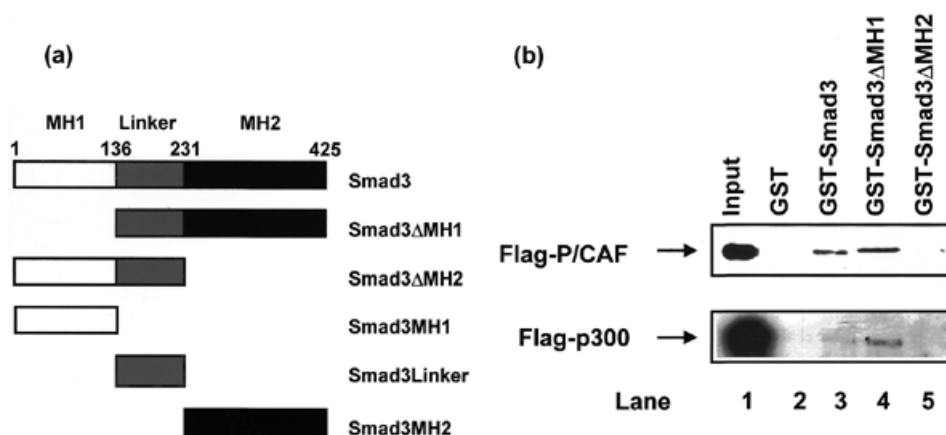 (a)
MH1 Linker MH2
1 136 231 425
Smad3
Smad3ΔMH1
Smad3ΔMH2
Smad3MH1
Smad3Linker
Smad3MH2
(b)
Input
GST
GST-Smad3
GST-Smad3ΔMH1
GST-Smad3ΔMH2
Flag-P/CAF
Flag-p300
Lane 1 2 3 4 5